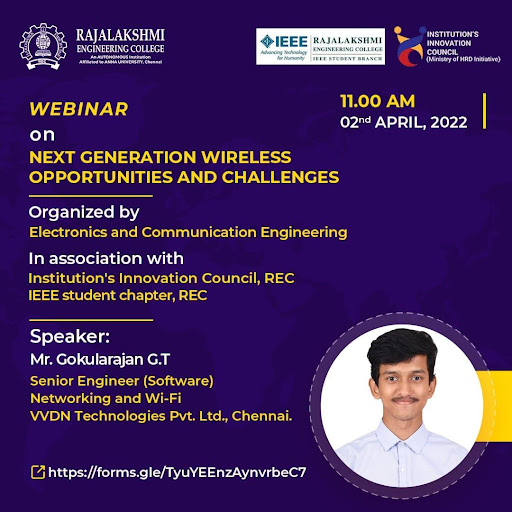 RAJALAKSHMI
ENGINEERING COLLEGE
An AUTONOMOUS Institution
Affiliated to ANNA UNIVERSITY, Chennai
IEEE
Advancing Technology
for Humanity
RAJALAKSHMI
ENGINEERING COLLEGE
IEEE STUDENT BRANCH
INSTITUTION'S
INNOVATION
COUNCIL
(Ministry of HRD Initiative)
WEBINAR
on
NEXT GENERATION WIRELESS
OPPORTUNITIES AND CHALLENGES
11.00 AM
02nd APRIL, 2022
Organized by
Electronics and Communication Engineering
In association with
Institution's Innovation Council, REC
IEEE student chapter, REC
Speaker:
Mr. Gokularajan G.T
Senior Engineer (Software)
Networking and Wi-Fi
VVDN Technologies Pvt. Ltd., Chennai.
https://forms.gle/TyuYEEnzAynvrbeC7